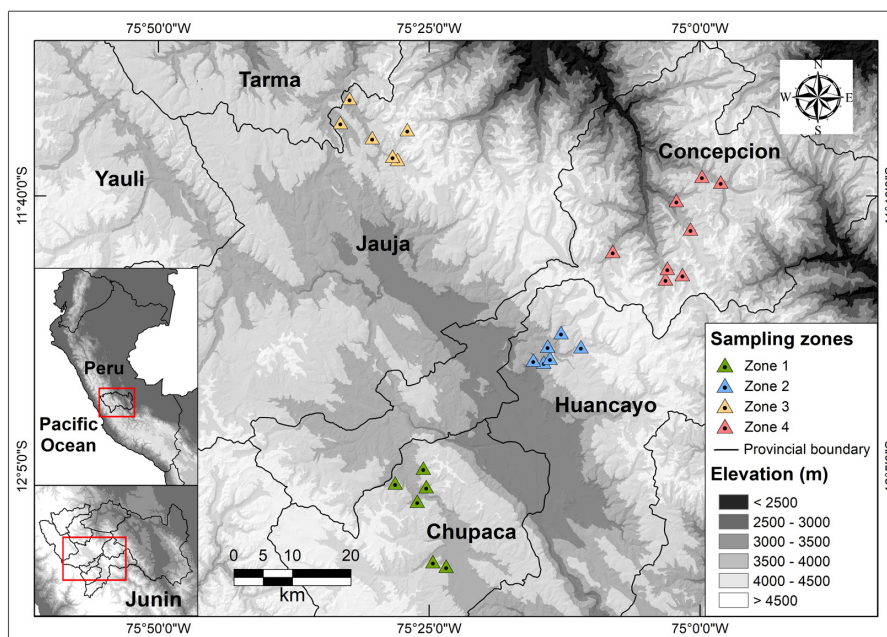 75°50'0"W 75°25'0"W 75°0'0"W
Tarma
N
W E
S
Concepcion
Yauli
11°40'0"S
Jauja
Sampling zones
Zone 1
Zone 2
Zone 3
Zone 4
Provincial boundary
Peru
Huancayo
Pacific
Ocean
12°5'0"S
Elevation (m)
< 2500
2500 - 3000
3000 - 3500
3500 - 4000
4000 - 4500
> 4500
Chupaca
0 5 10 20
km
Junin
75°50'0"W 75°25'0"W 75°0'0"W